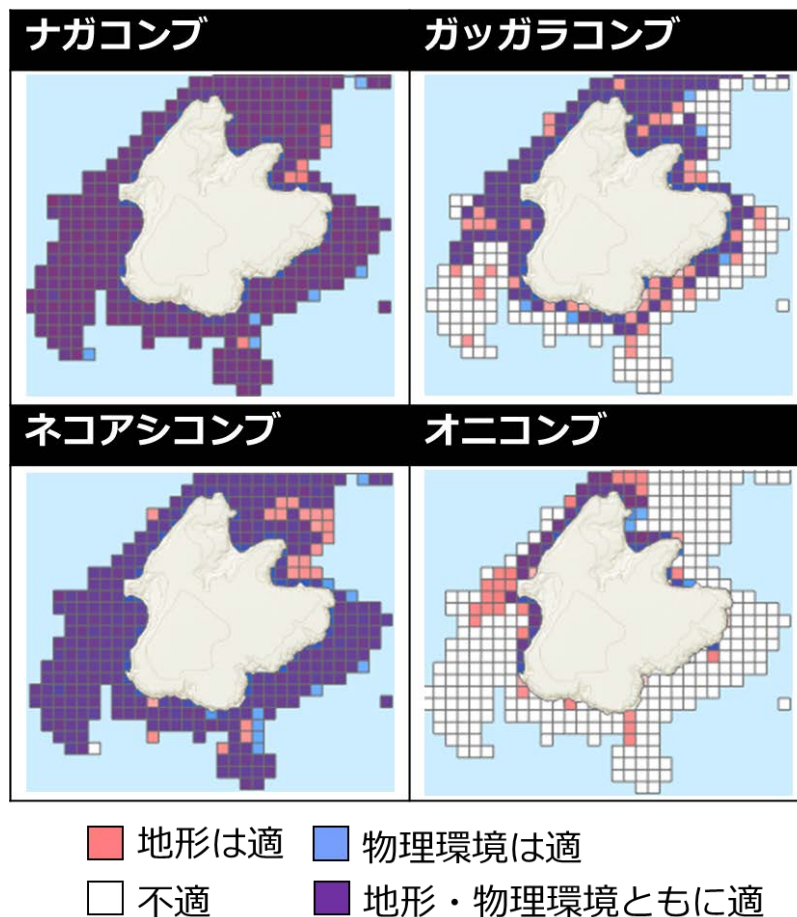 ナガコンブ
ガッガラコンブ
ネコアシコンブ
オニコンブ
地形は適
物理環境は適
不適
地形・物理環境ともに適